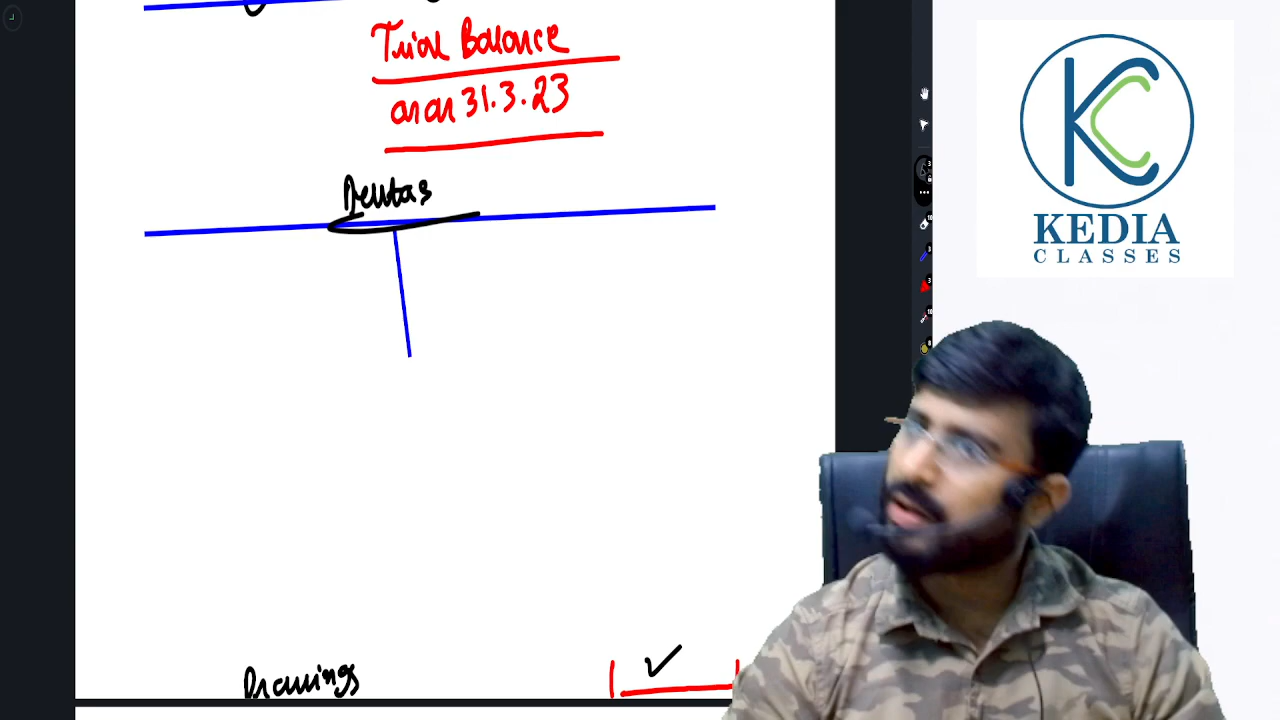 Trial Balance
as on 31.3.23
Debtors
Drawings
KEDIA
CLASSES